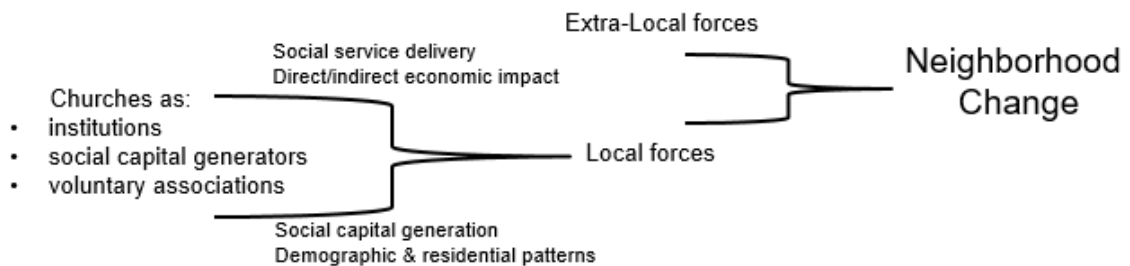 Extra-Local forces
Social service delivery
Direct/indirect economic impact
Neighborhood
Change
Churches as:
• institutions
• social capital generators
• voluntary associations
Local forces
Social capital generation
Demographic & residential patterns